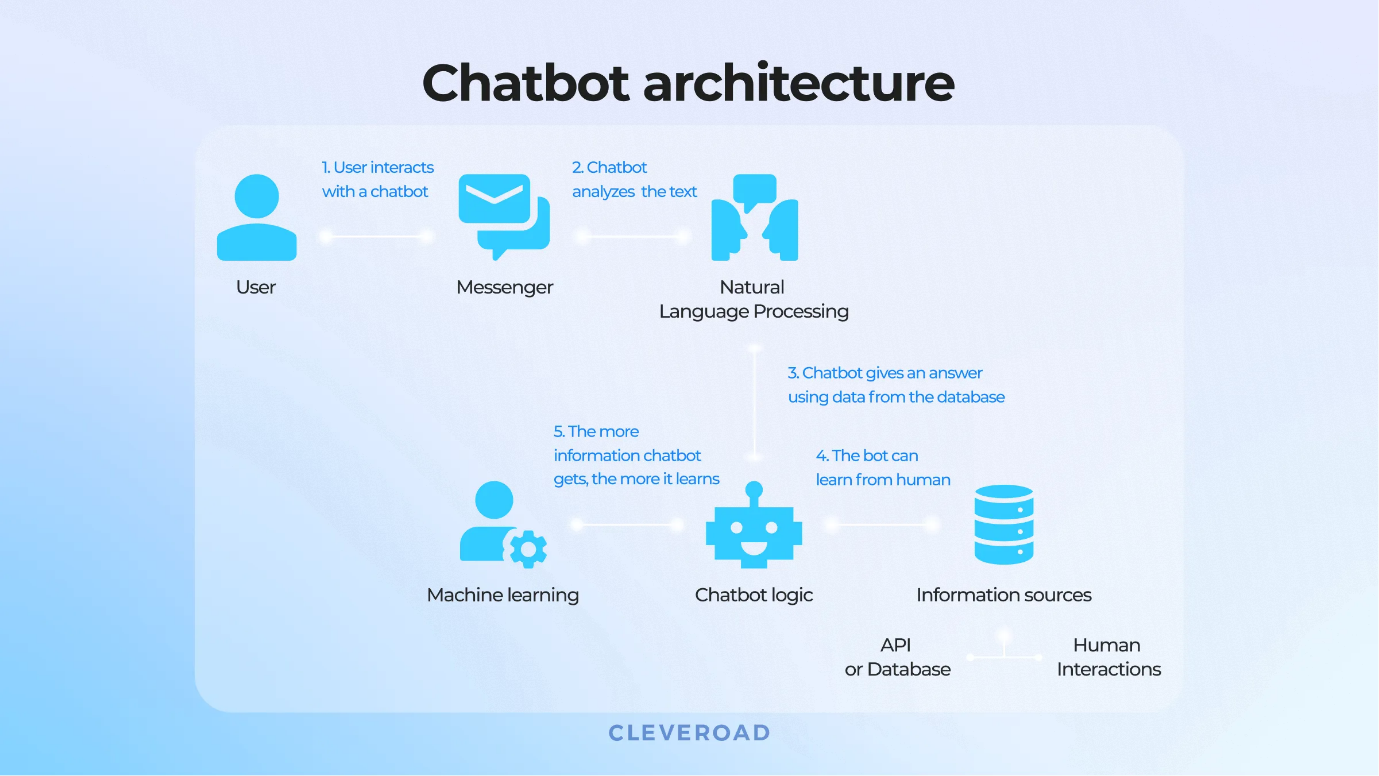 Chatbot architecture
1. User interacts
with a chatbot
2. Chatbot
analyzes the text
User
Messenger
Natural
Language Processing
3. Chatbot gives an answer
using data from the database
5. The more
information chatbot
gets, the more it learns
4. The bot can
learn from human
Machine learning
Chatbot logic
Information sources
API
or Database
Human
Interactions
CLEVEROAD